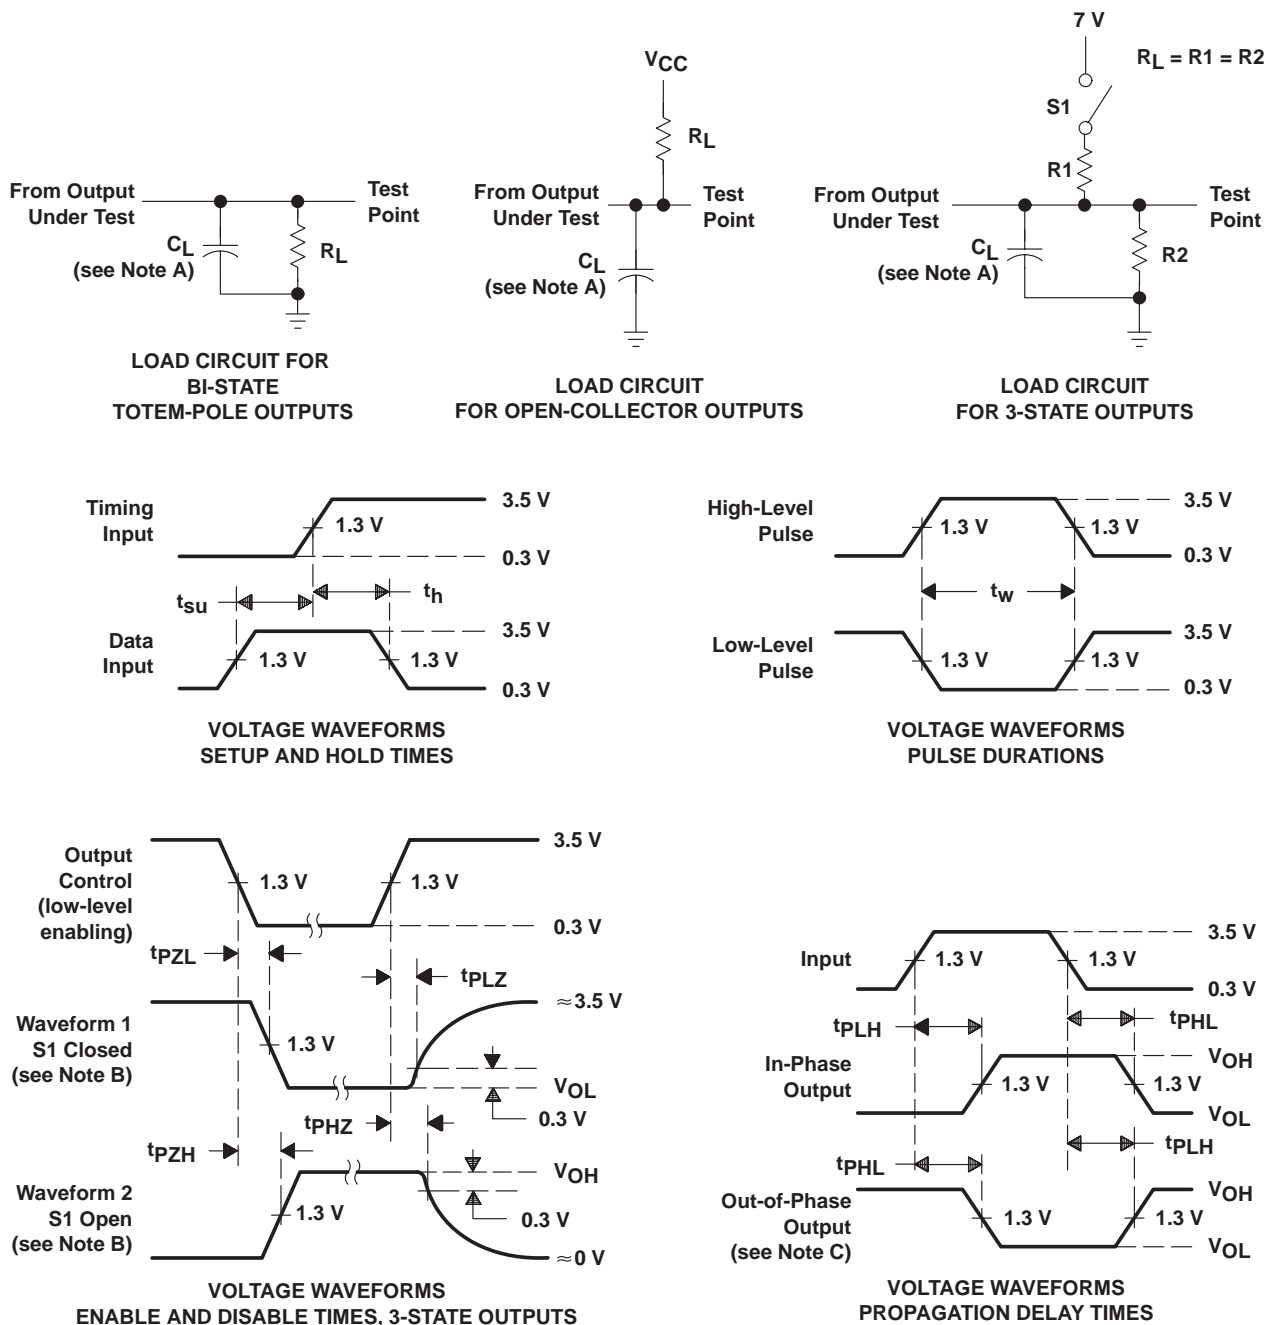 From Output
Under Test
Test
Point
CL
(see Note A)
RL
LOAD CIRCUIT FOR
BI-STATE
TOTEM-POLE OUTPUTS
VCC
RL
From Output
Under Test
Test
Point
CL
(see Note A)
LOAD CIRCUIT
FOR OPEN-COLLECTOR OUTPUTS
7 V
RL = R1 = R2
S1
R1
From Output
Under Test
Test
Point
CL
(see Note A)
R2
LOAD CIRCUIT
FOR 3-STATE OUTPUTS
Timing
Input
1.3 V
3.5 V
0.3 V
tsu
th
Data
Input
1.3 V
1.3 V
3.5 V
0.3 V
VOLTAGE WAVEFORMS
SETUP AND HOLD TIMES
High-Level
Pulse
1.3 V
1.3 V
3.5 V
0.3 V
tw
Low-Level
Pulse
1.3 V
1.3 V
3.5 V
0.3 V
VOLTAGE WAVEFORMS
PULSE DURATIONS
Output
Control
(low-level
enabling)
1.3 V
1.3 V
3.5 V
0.3 V
tPZL
tPLZ
Waveform 1
S1 Closed
(see Note B)
1.3 V
≈3.5 V
VOL
0.3 V
tPHZ
tPZH
Waveform 2
S1 Open
(see Note B)
1.3 V
VOH
0.3 V
≈0 V
VOLTAGE WAVEFORMS
ENABLE AND DISABLE TIMES, 3-STATE OUTPUTS
Input
1.3 V
1.3 V
3.5 V
0.3 V
tPLH
tPHL
In-Phase
Output
1.3 V
1.3 V
VOH
VOL
tPHL
tPLH
Out-of-Phase
Output
(see Note C)
1.3 V
1.3 V
VOH
VOL
VOLTAGE WAVEFORMS
PROPAGATION DELAY TIMES